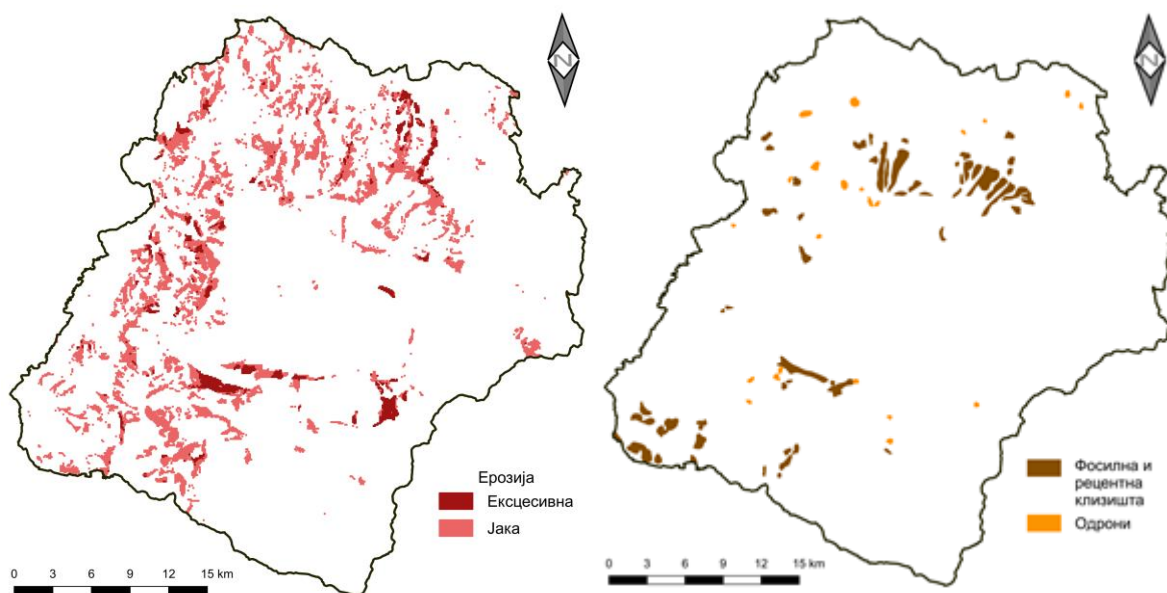 N
Ерозија
Ексцесивна
Јака
0 3 6 9 12 15 km
N
Фосилна и
рецентна
клизишта
Одрони
0 3 6 9 12 15 km